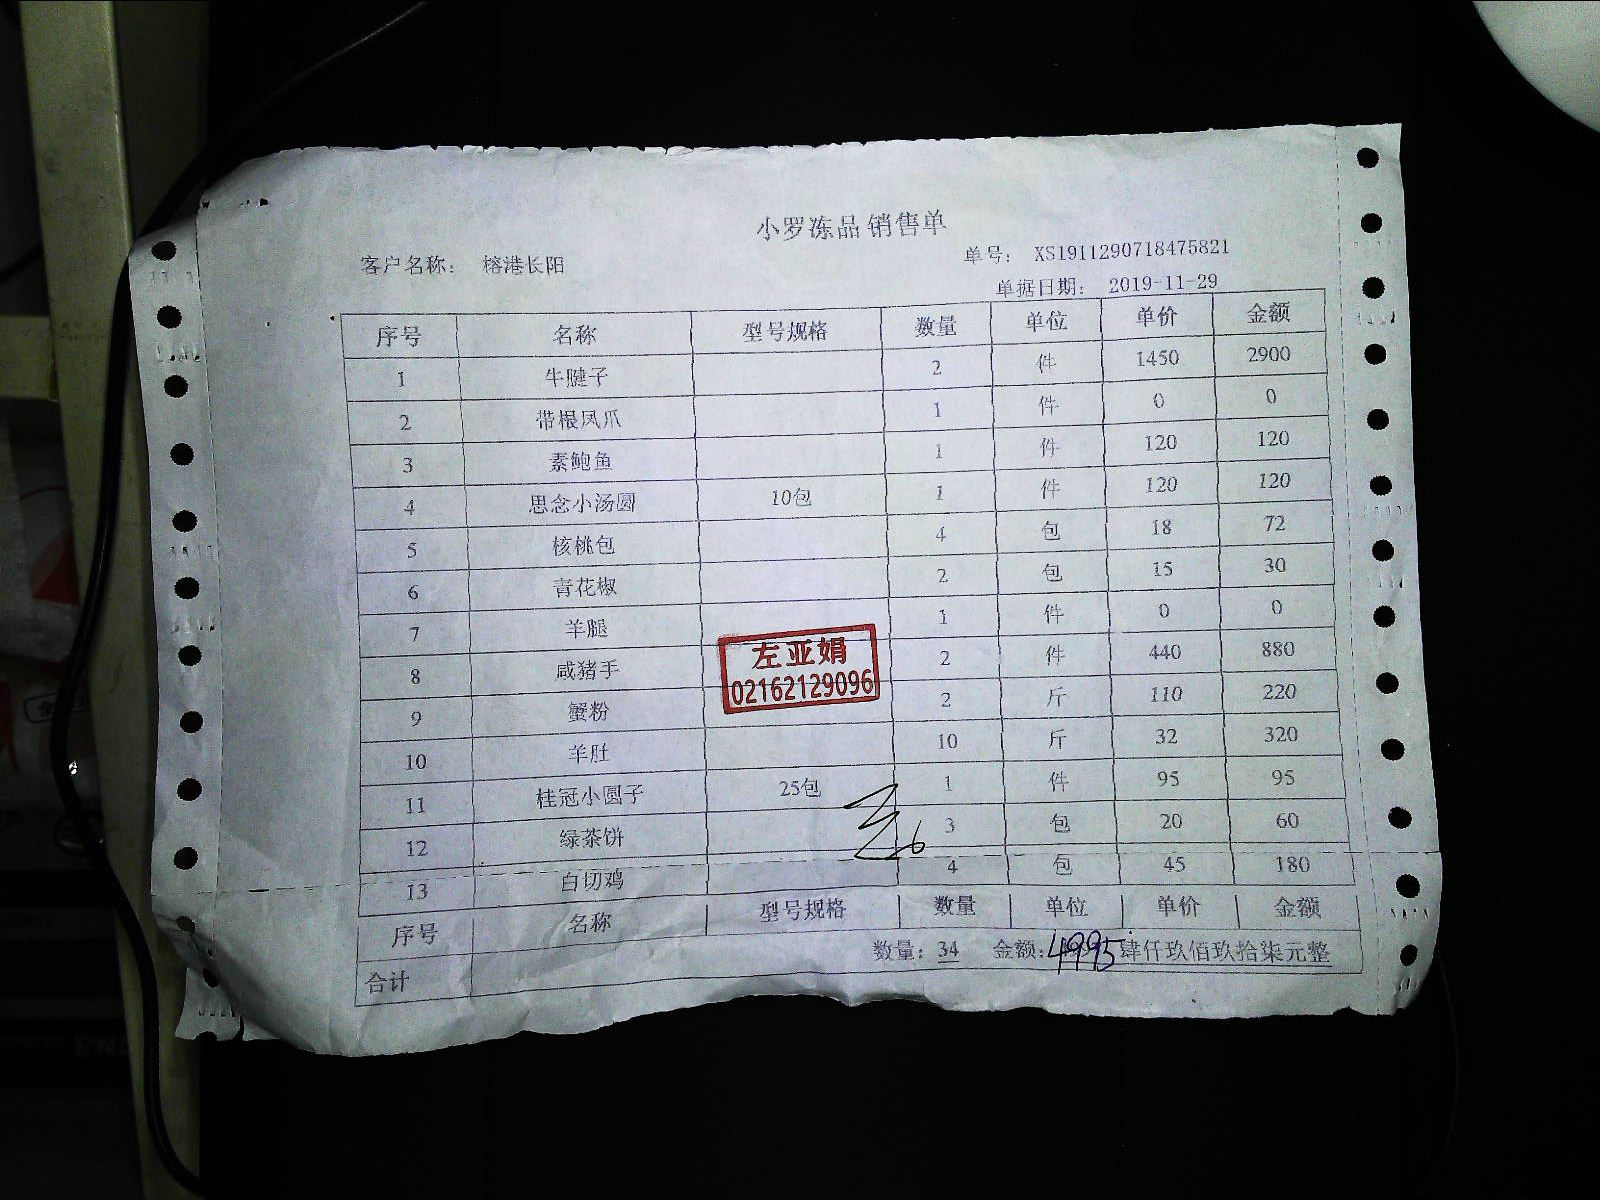 小罗冻品 销售单
客户名称： 榕港长阳 单号： XS1911290718475821
单据日期： 2019-11-29
序号 名称 型号规格 数量 单位 单价 金额
1 牛腱子 2 件 1450 2900
2 带根凤爪 1 件 0 0
3 素鲍鱼 1 件 120 120
4 思念小汤圆 10包 1 件 120 120
5 核桃包 4 包 18 72
6 青花椒 2 包 15 30
7 羊腿 1 件 0 0
8 咸猪手 2 件 440 880
9 蟹粉 2 斤 110 220
10 羊肚 10 斤 32 320
11 桂冠小圆子 25包 1 件 95 95
12 绿茶饼 3 包 20 60
13 白切鸡 4 包 45 180
序号 名称 型号规格 数量 单位 单价 金额
合计 数量：34 金额：4995 肆仟玖佰玖拾柒元整
左亚娟
02162129096